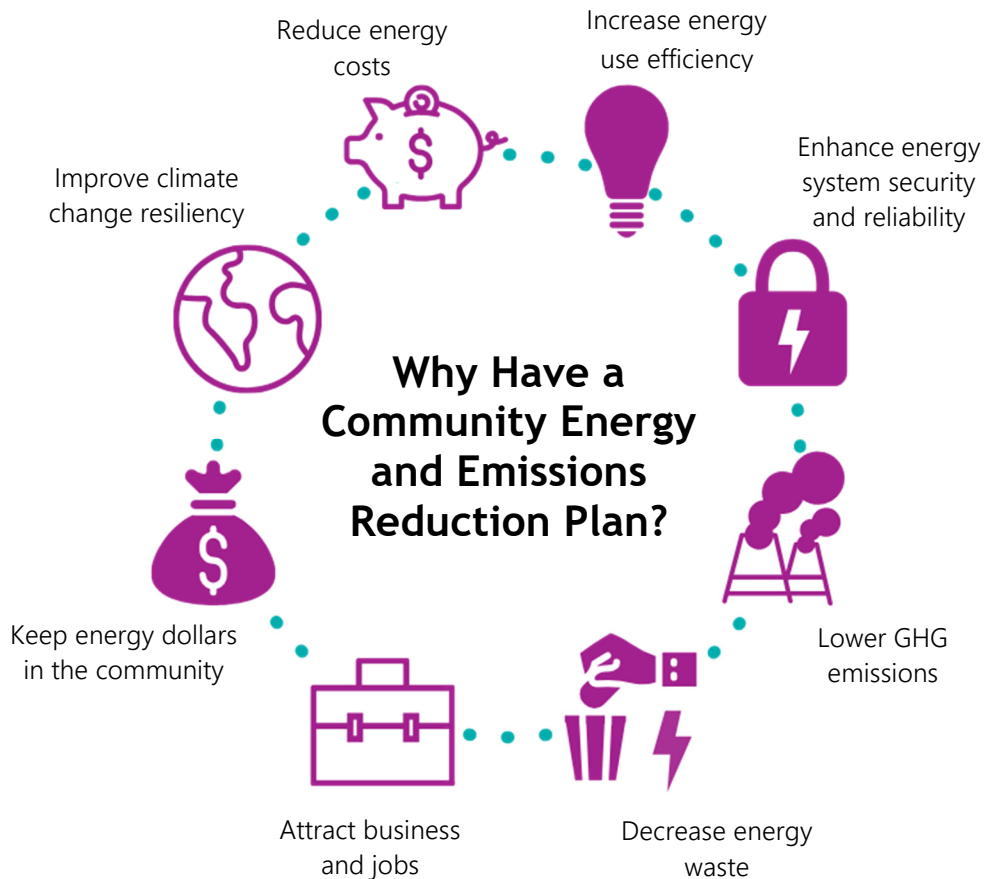 Why Have a
Community Energy
and Emissions
Reduction Plan?
Reduce energy
costs
$
Increase energy
use efficiency
Enhance energy
system security
and reliability
Lower GHG
emissions
Decrease energy
waste
Attract business
and jobs
Keep energy dollars
in the community
$
Improve climate
change resiliency